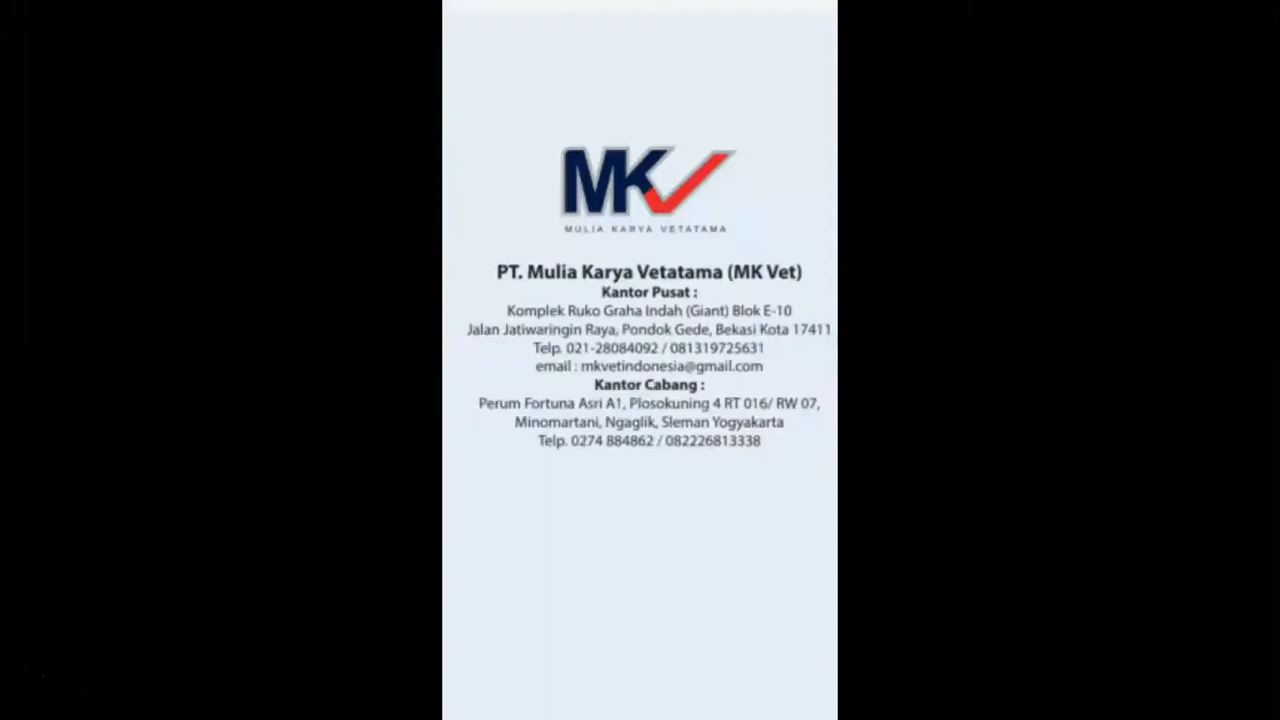 MKV
MULIA KARYA VETATAMA
PT. Mulia Karya Vetatama (MK Vet)
Kantor Pusat :
Komplek Ruko Graha Indah (Giant) Blok E-10
Jalan Jatiwaringin Raya, Pondok Gede, Bekasi Kota 17411
Telp. 021-28084092 / 081319725631
email : mkvetindonesia@gmail.com
Kantor Cabang :
Perum Fortuna Asri A1, Plosokuning 4 RT 016/ RW 07,
Minomartani, Ngaglik, Sleman Yogyakarta
Telp. 0274 884862 / 082226813338